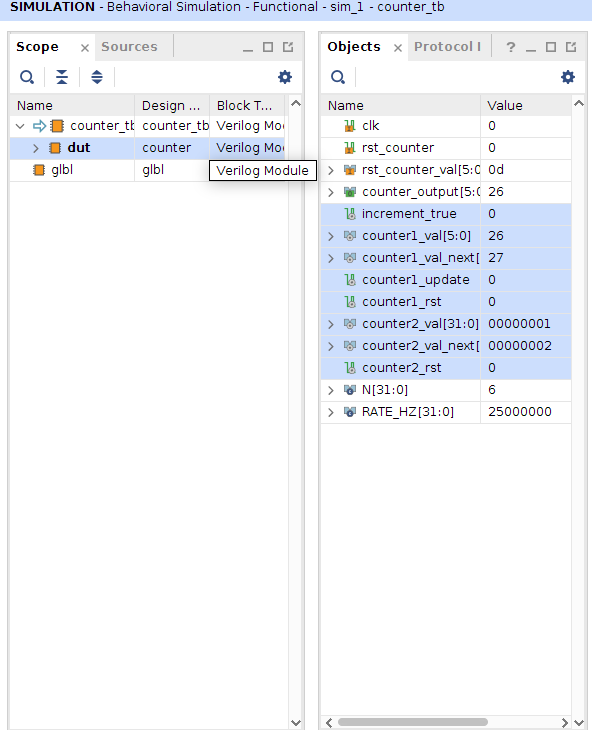 SIMULATION - Behavioral Simulation - Functional - sim_1 - counter_tb
Scope
Sources
Name Design ... Block T...
counter_tb counter_tb Verilog Mod
dut counter Verilog Mod
glbl glbl
Verilog Module
Objects
Protocol I
?
Name Value
clk 0
rst_counter 0
rst_counter_val[5:0 0d
counter_output[5:0 26
increment_true 0
counter1_val[5:0] 26
counter1_val_next[ 27
counter1_update 0
counter1_rst 0
counter2_val[31:0] 00000001
counter2_val_next[ 00000002
counter2_rst 0
N[31:0] 6
RATE_HZ[31:0] 25000000